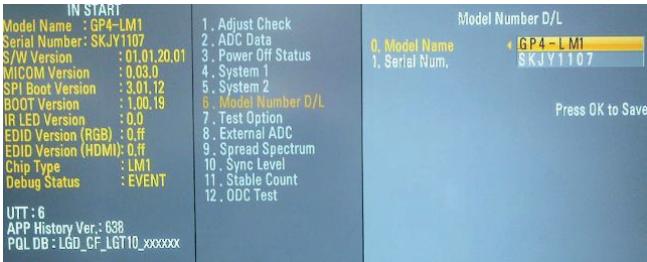 IN START
Model Name : GP4-LM1
Serial Number : SKJY1107
S/W Version : 01.01.20.01
MICOM Version : 0.03.0
SPI Boot Version : 3.01.12
BOOT Version : 1.00.19
IR LED Version : 0.0
EDID Version (RGB) : 0.ff
EDID Version (HDMI): 0.ff
Chip Type : LM1
Debug Status : EVENT
UTT : 6
APP History Ver. : 638
PQL DB : LGD_CF_LGT10_xxxxxx
1 . Adjust Check
2 . ADC Data
3 . Power Off Status
4 . System 1
5 . System 2
6 . Model Number D/L
7 . Test Option
8 . External ADC
9 . Spread Spectrum
10 . Sync Level
11 . Stable Count
12 . ODC Test
Model Number D/L
0. Model Name GP4-LM1
1. Serial Num. SKJY1107
Press OK to Save